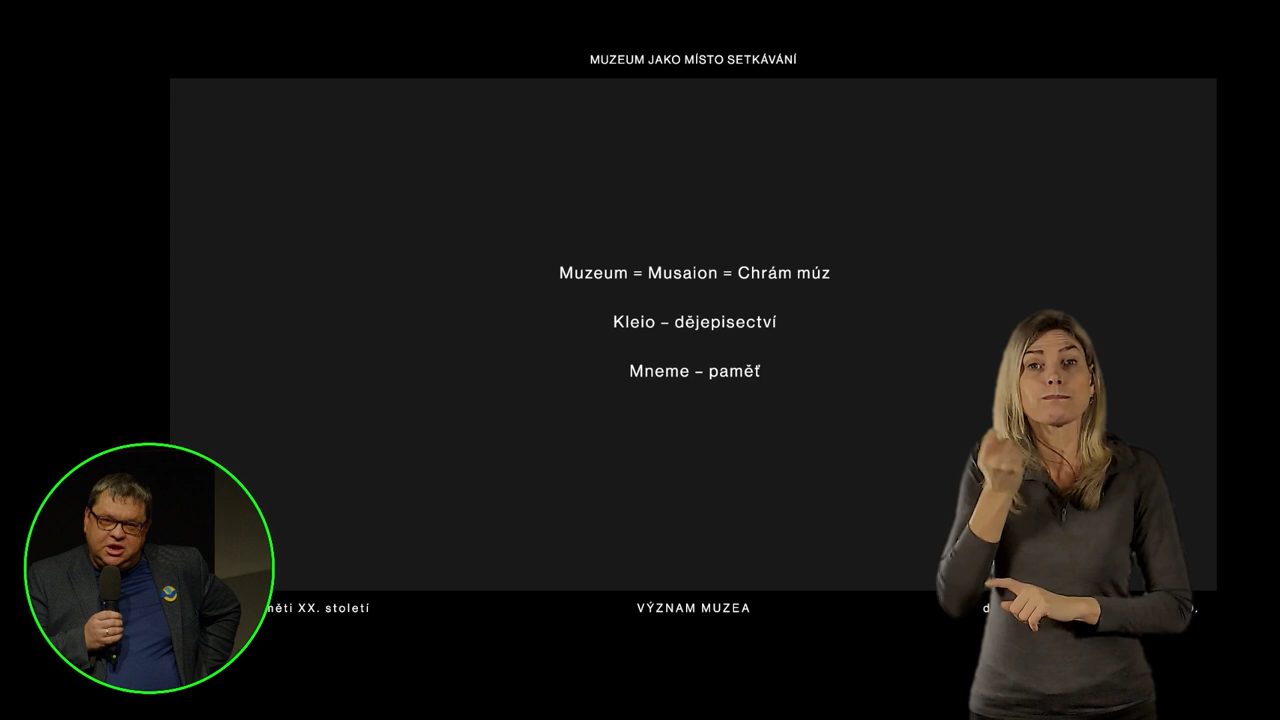 MUZEUM JAKO MÍSTO SETKÁVÁNÍ
Muzeum = Musaion = Chrám múz
Kleio – dějepisectví
Mneme – paměť
XX. století
VÝZNAM MUZEA